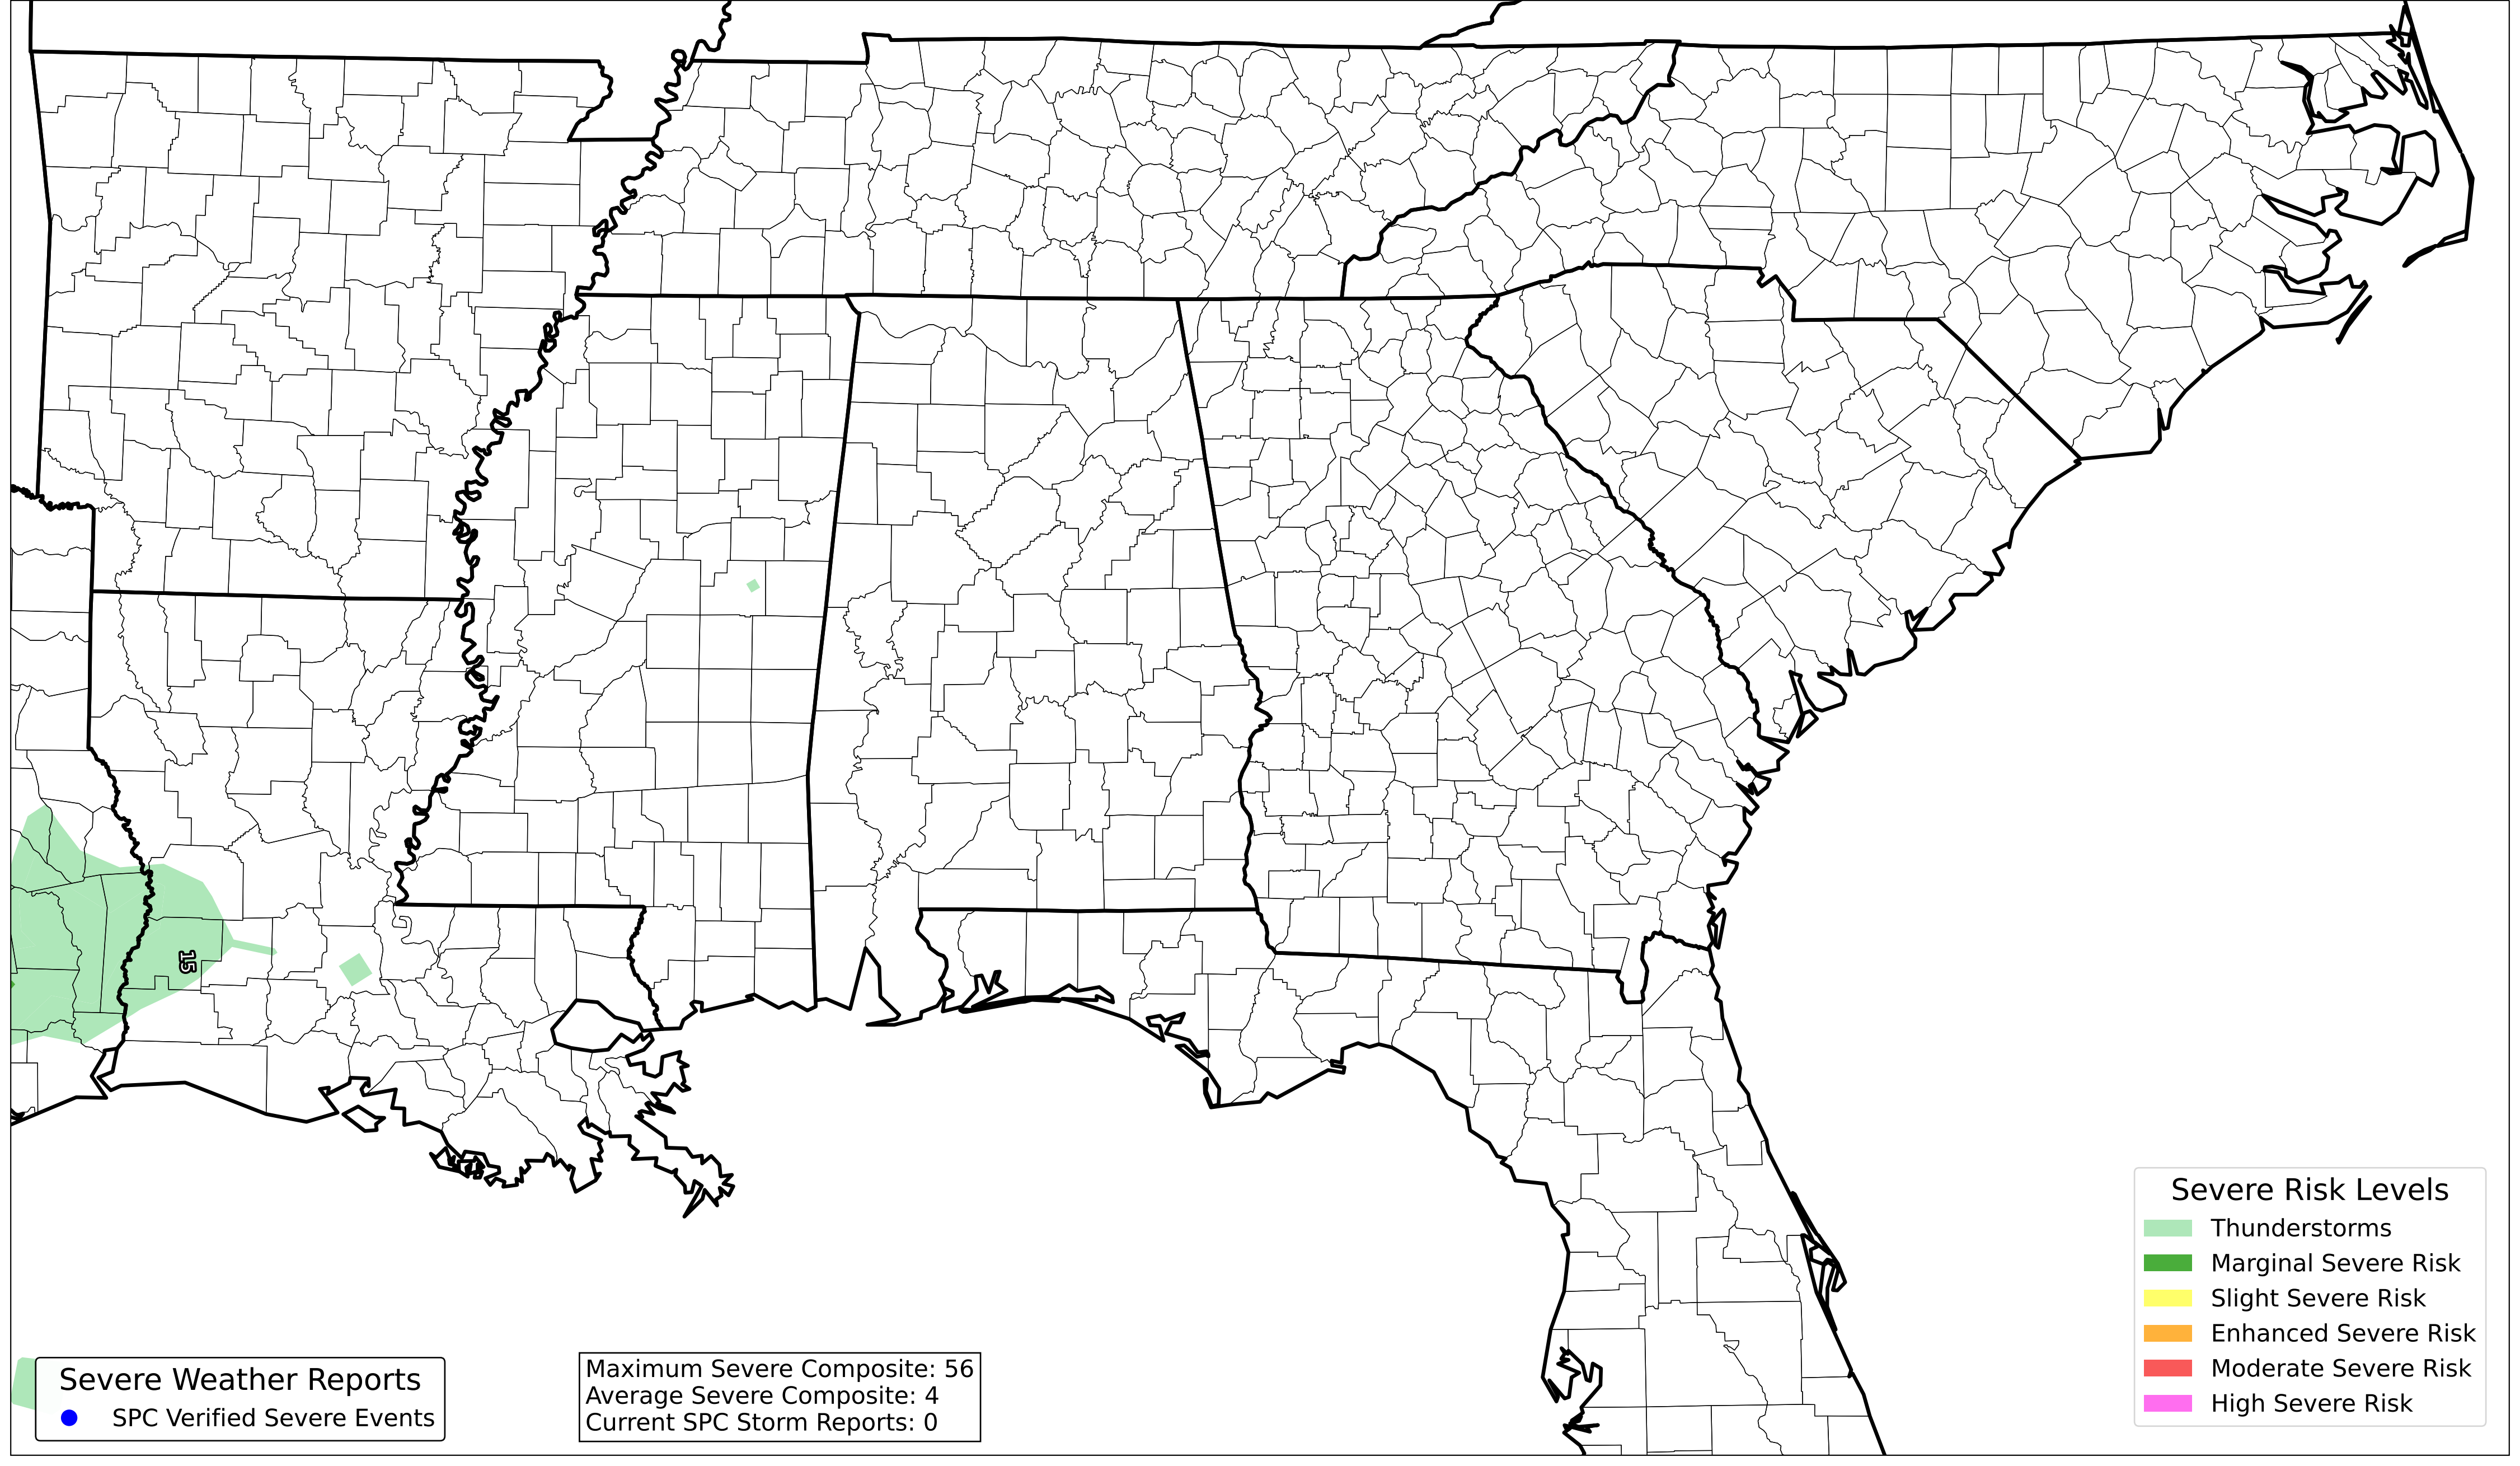 15
Severe Weather Reports
SPC Verified Severe Events
Maximum Severe Composite: 56
Average Severe Composite: 4
Current SPC Storm Reports: 0
Severe Risk Levels
Thunderstorms
Marginal Severe Risk
Slight Severe Risk
Enhanced Severe Risk
Moderate Severe Risk
High Severe Risk